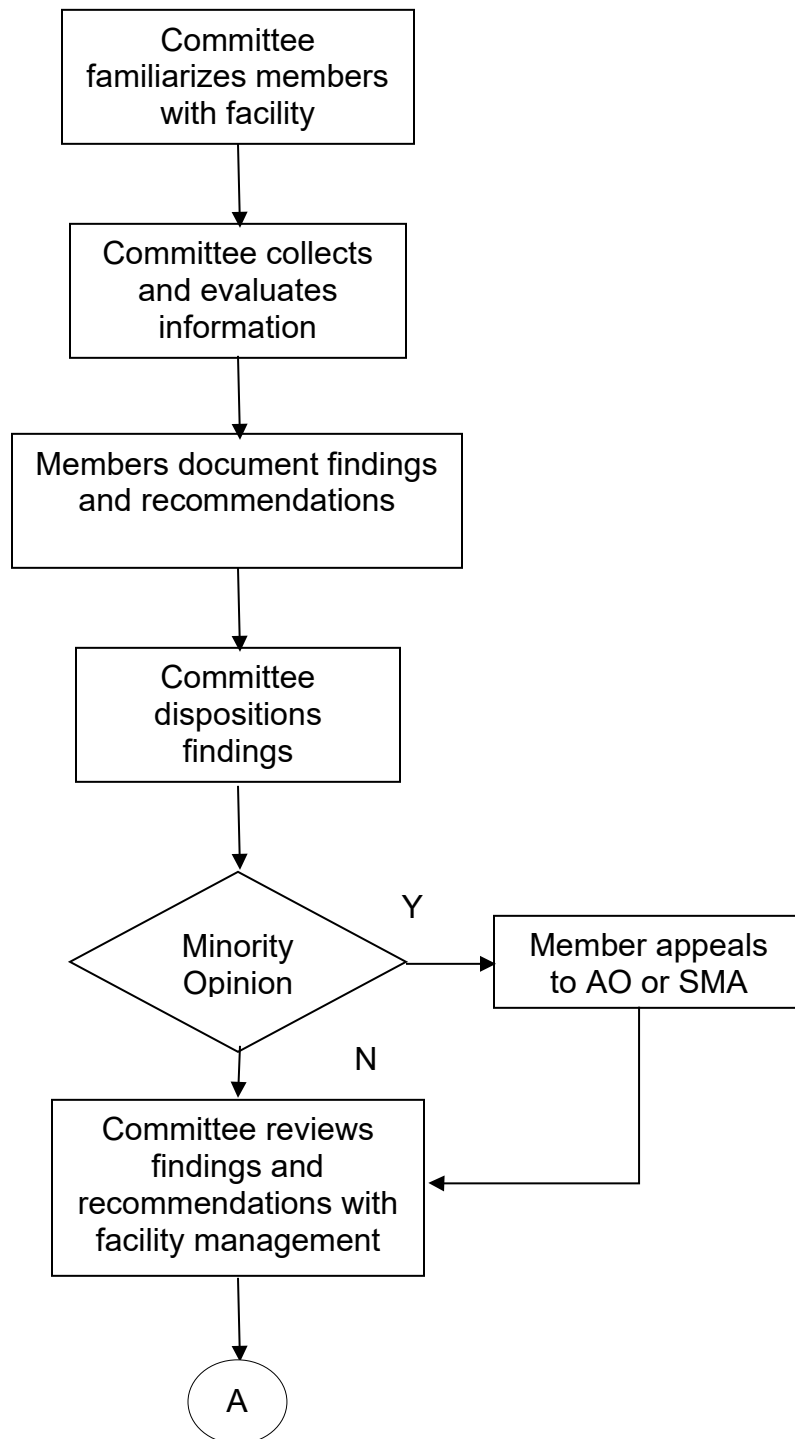 Committee
familiarizes members
with facility
Committee collects
and evaluates
information
Members document findings
and recommendations
Committee
dispositions
findings
Y
Minority
Opinion
Member appeals
to AO or SMA
N
Committee reviews
findings and
recommendations with
facility management
A